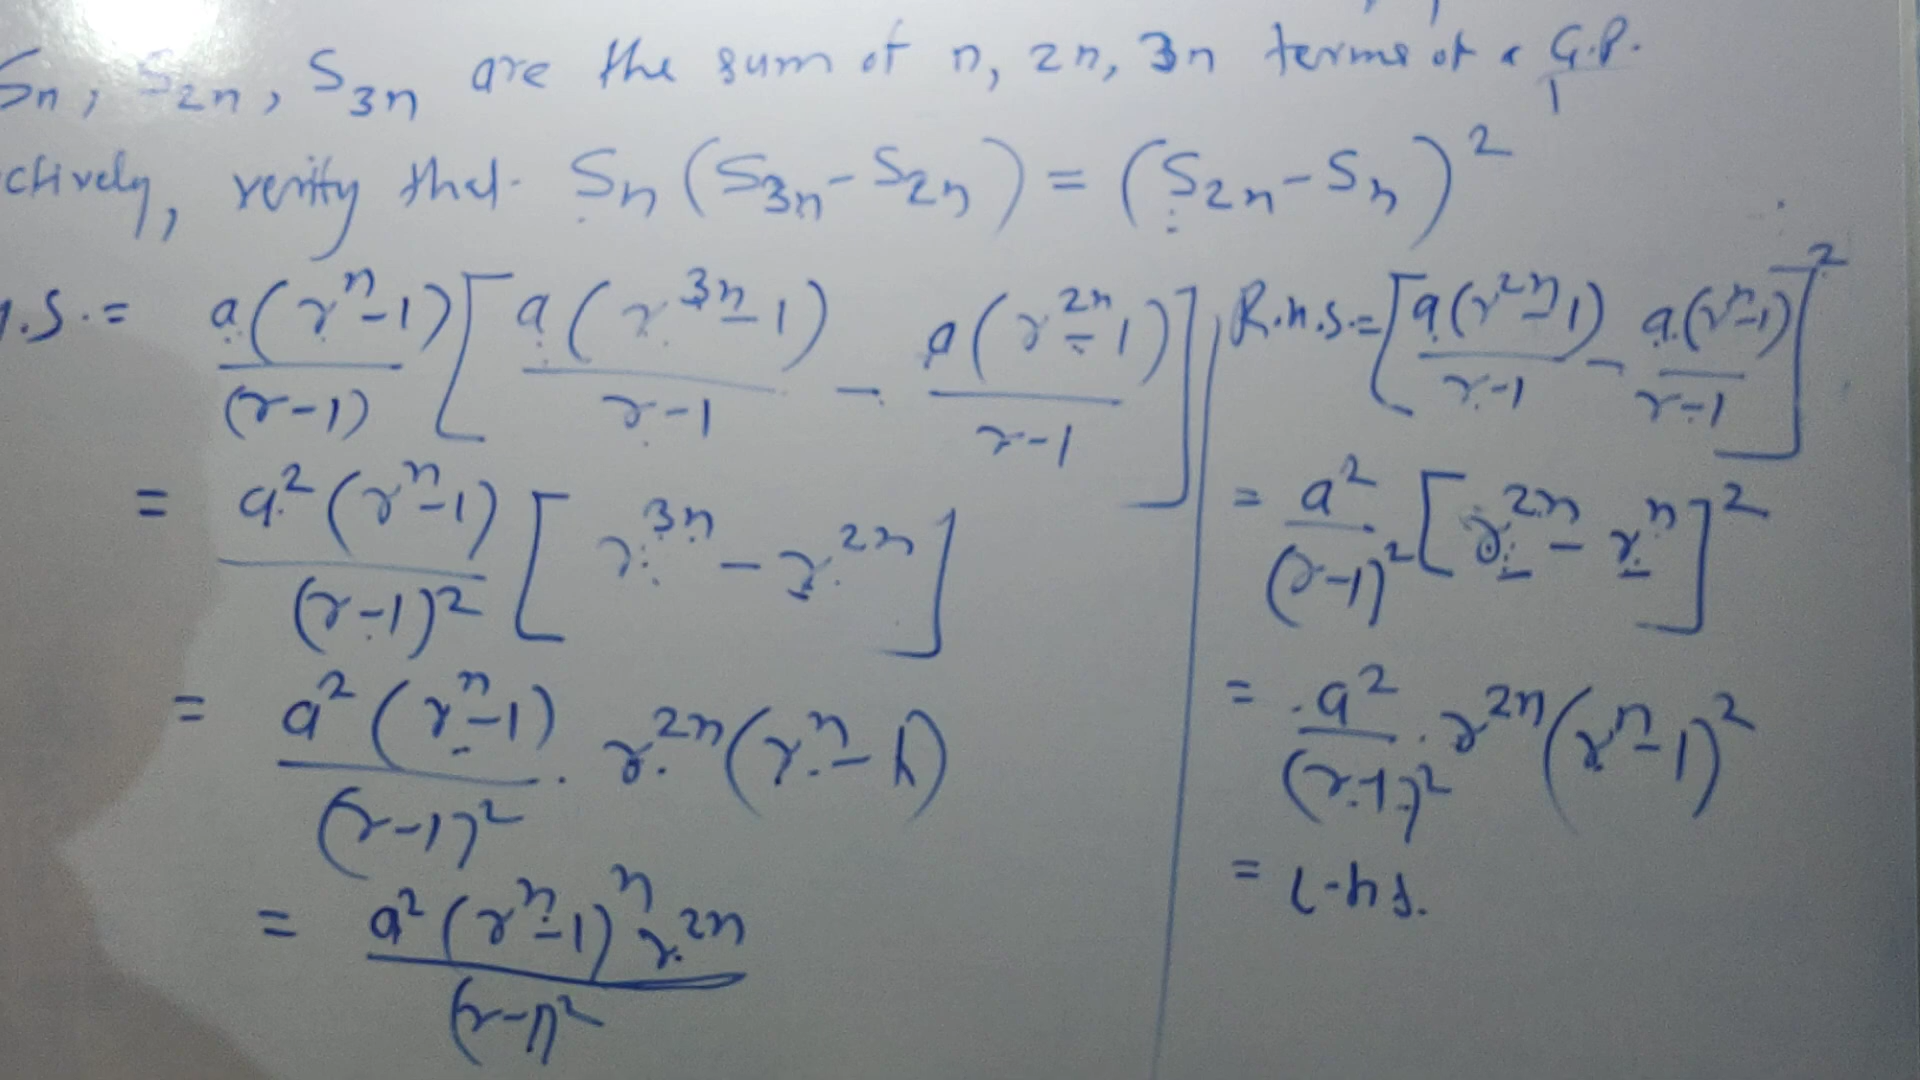 Sn, S2n, S3n are the sum of n, 2n, 3n terms of a G.P.
ctively, verify that Sn (S3n - S2n) = (S2n - Sn)²
.S. = a(rⁿ-1)/(r-1) [a(r³ⁿ-1)/r-1 - a(r²ⁿ-1)/r-1]
= a²(rⁿ-1)/(r-1)² [r³ⁿ - r²ⁿ]
= a²(rⁿ-1)/(r-1)² . r²ⁿ(rⁿ-1)
= a²(rⁿ-1)ⁿ r²ⁿ/(r-1)²
R.H.S. = [a(r²ⁿ-1)/r-1 - a(rⁿ-1)/r-1]²
= a²/(r-1)² [r²ⁿ - rⁿ]²
= a²/(r-1)² . r²ⁿ(rⁿ-1)²
= L-HS.